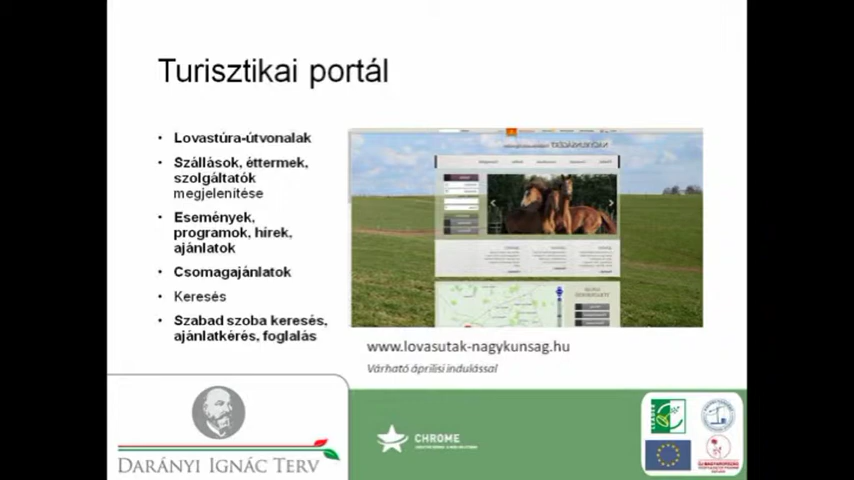 Turisztikai portál
• Lovastúra-útvonalak
• Szállások, éttermek,
szolgáltatók
megjelenítése
• Események,
programok, hírek,
ajánlatok
• Csomagajánlatok
• Keresés
• Szabad szoba keresés,
ajánlatkérés, foglalás
www.lovasutak-nagykunsag.hu
Várható áprilisi indulással
DARÁNYI IGNÁC TERV
CHROME
LEADER